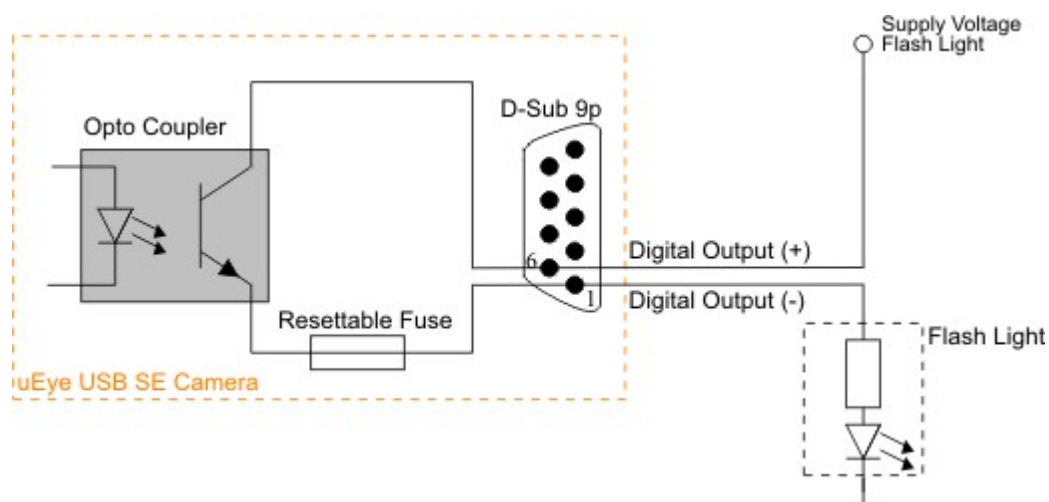 Supply Voltage
Flash Light
D-Sub 9p
Opto Coupler
6
Digital Output (+)
1
Digital Output (-)
Resettable Fuse
Flash Light
uEye USB SE Camera